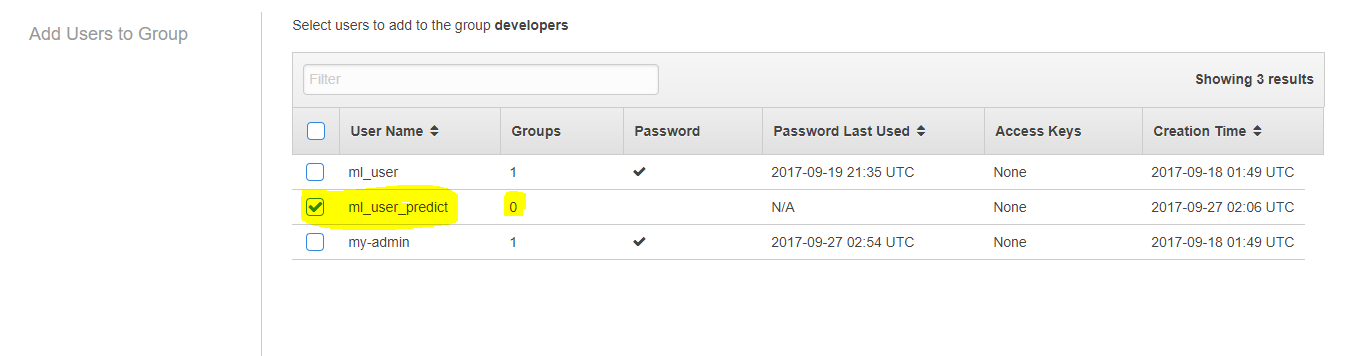 Add Users to Group
Select users to add to the group developers
Filter
Showing 3 results
User Name Groups Password Password Last Used Access Keys Creation Time
ml_user 1 2017-09-19 21:35 UTC None 2017-09-18 01:49 UTC
ml_user_predict 0 N/A None 2017-09-27 02:06 UTC
my-admin 1 2017-09-27 02:54 UTC None 2017-09-18 01:49 UTC